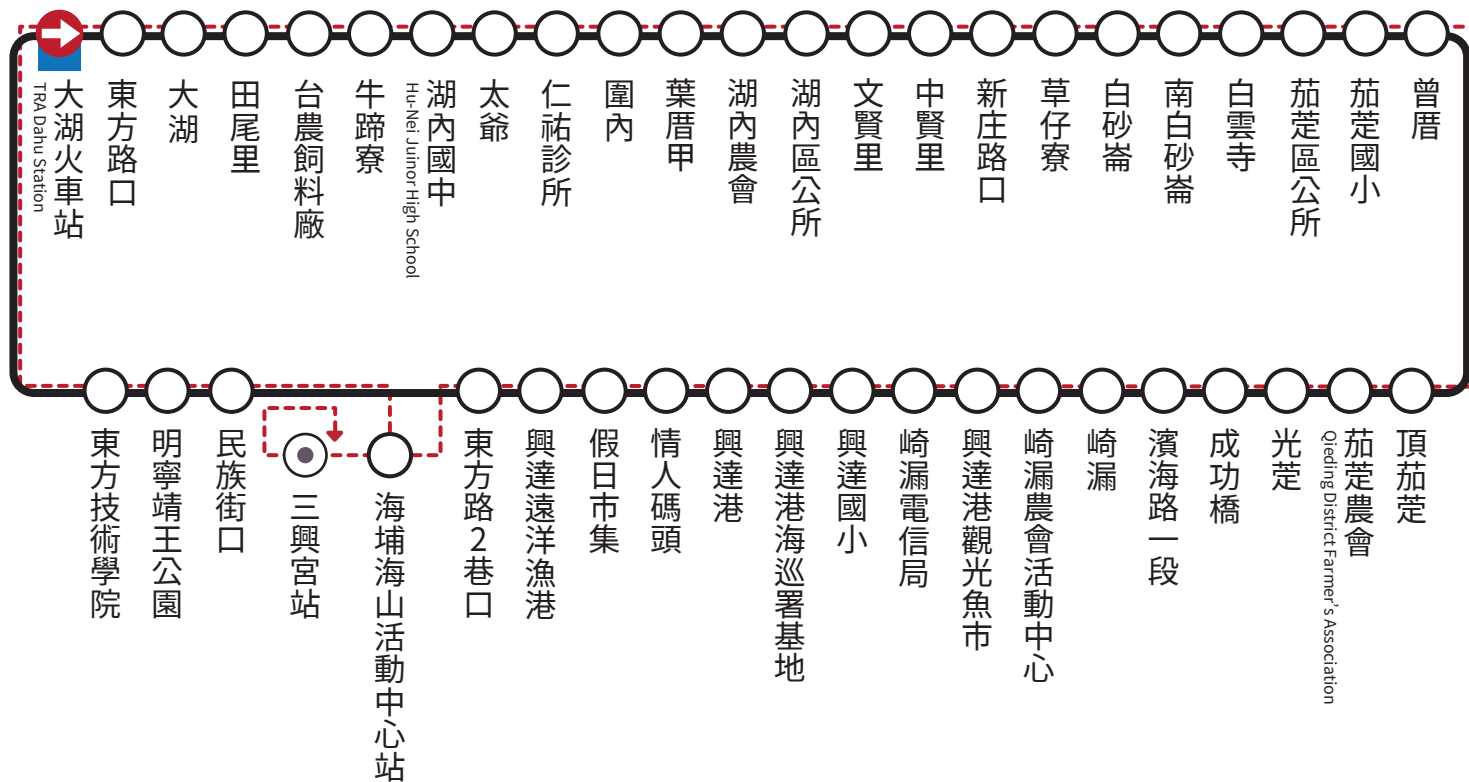 大湖火車站
TRA Dahu Station
東方路口
大湖
田尾里
台農飼料廠
牛蹄寮
湖內國中
Hu-Nei Juinor High School
太爺
仁祐診所
圍內
葉厝甲
湖內農會
湖內區公所
文賢里
中賢里
新庄路口
草仔寮
白砂崙
南白砂崙
白雲寺
茄萣區公所
茄萣國小
曾厝
東方技術學院
明寧靖王公園
民族街口
三興宮站
海埔海山活動中心站
東方路2巷口
興達遠洋漁港
假日市集
情人碼頭
興達港
興達港海巡署基地
興達國小
崎漏電信局
興達港觀光魚市
崎漏農會活動中心
崎漏
濱海路一段
成功橋
光萣
茄萣農會
Qieding District Farmer's Association
頂茄萣